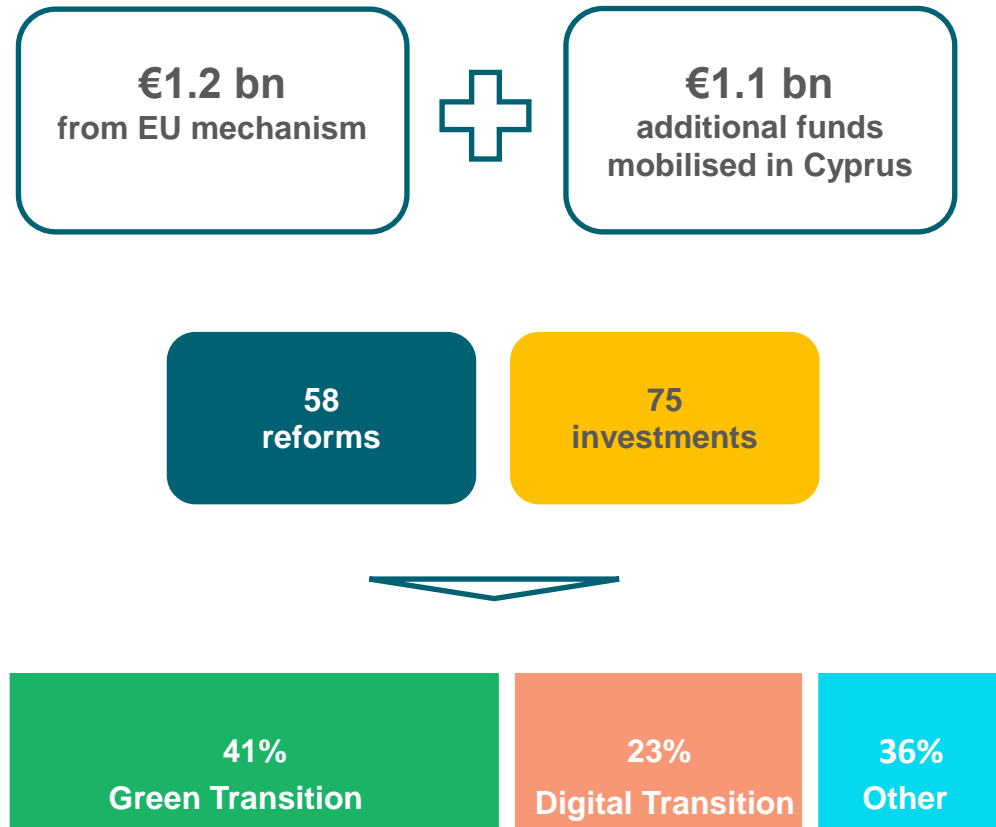 €1.2 bn
from EU mechanism
€1.1 bn
additional funds
mobilised in Cyprus
58
reforms
75
investments
41%
Green Transition
23%
Digital Transition
36%
Other